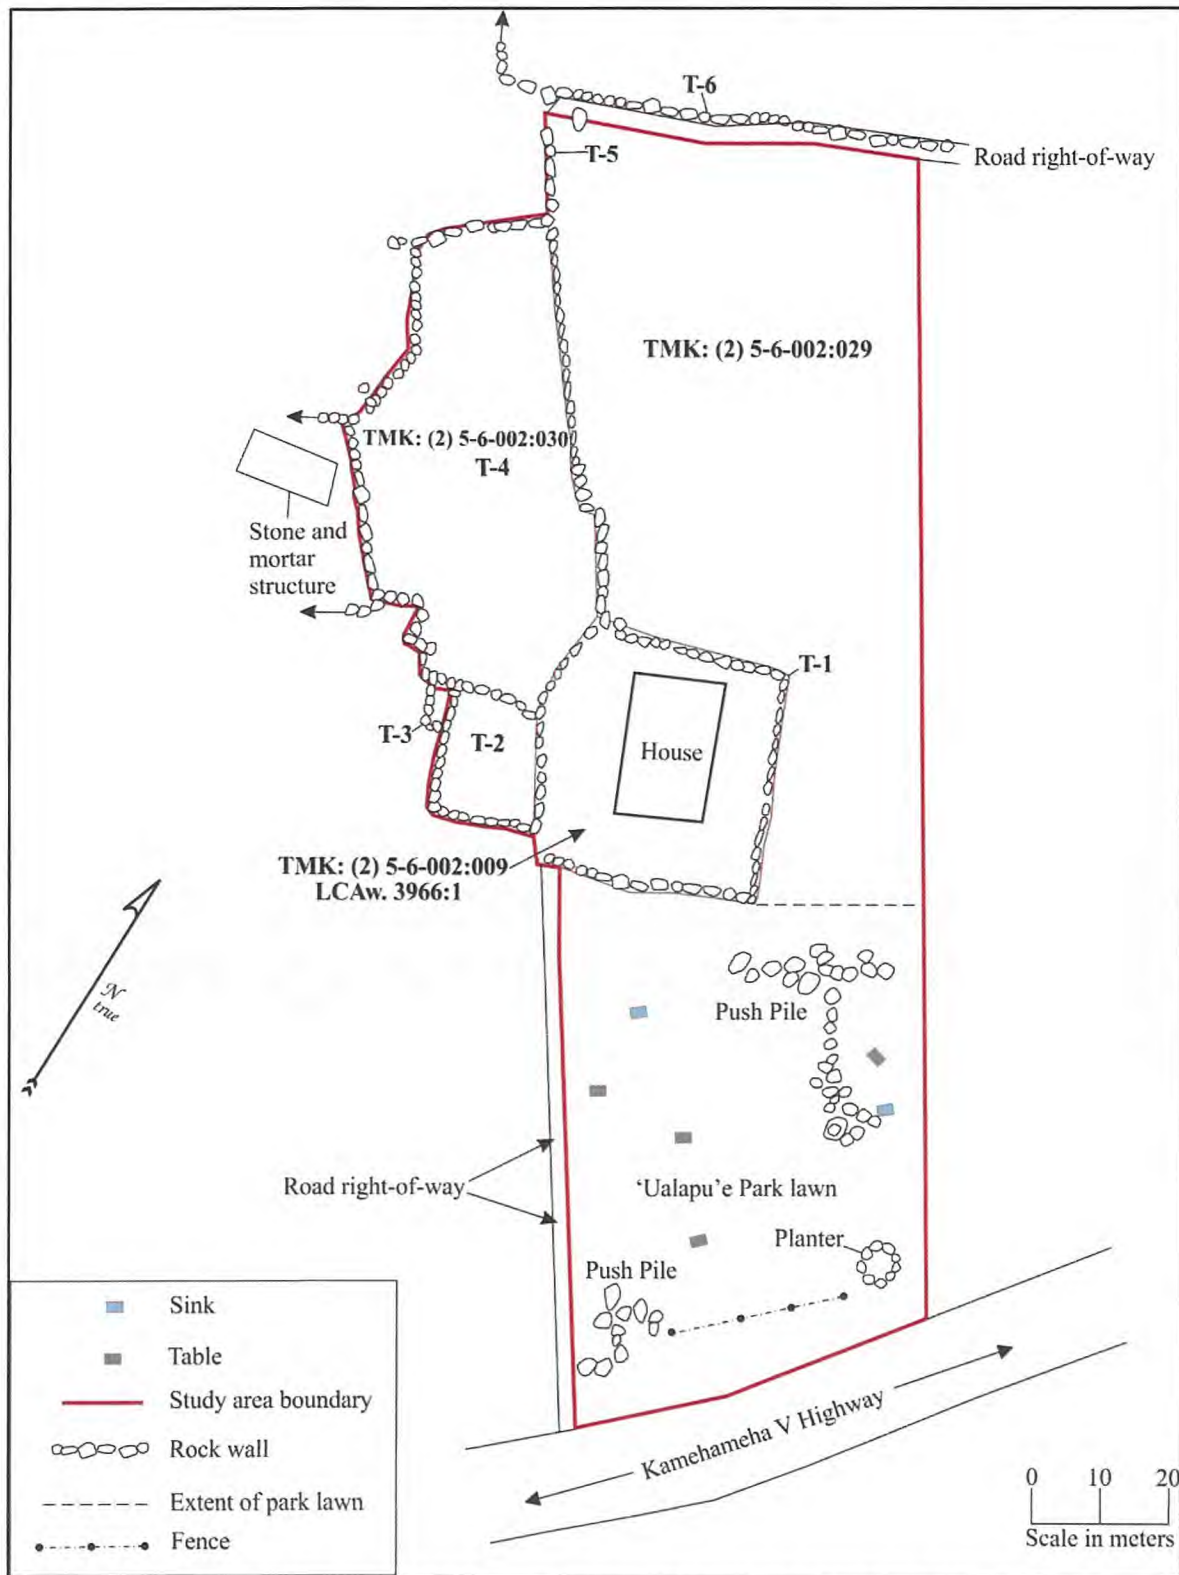 T-6
Road right-of-way
T-5
TMK: (2) 5-6-002:029
TMK: (2) 5-6-002:030
T-4
Stone and
mortar
structure
T-1
T-3
T-2
House
TMK: (2) 5-6-002:009
LCAw. 3966:1
N
true
Push Pile
Road right-of-way
‘Ualapu‘e Park lawn
Planter
Push Pile
Kamehameha V Highway
Sink
Table
Study area boundary
Rock wall
Extent of park lawn
Fence
0 10 20
Scale in meters